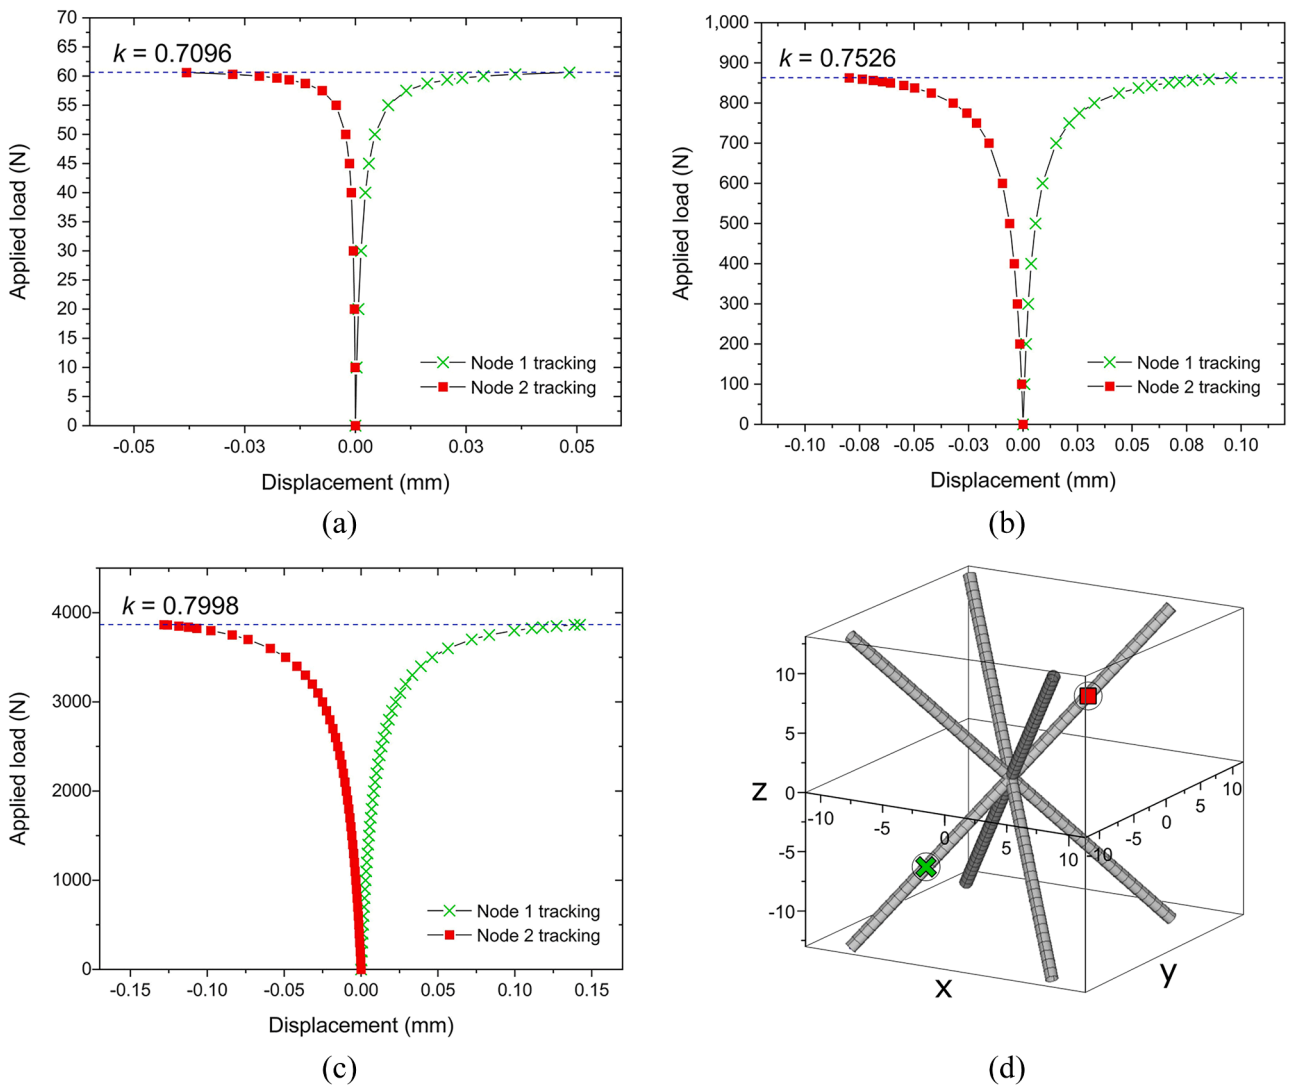 k = 0.7096
70
65
60
55
50
45
40
35
30
25
20
15
10
5
0
Applied load (N)
Node 1 tracking
Node 2 tracking
-0.05 -0.03 0.00 0.03 0.05
Displacement (mm)
(a)
k = 0.7526
1,000
900
800
700
600
500
400
300
200
100
0
Applied load (N)
Node 1 tracking
Node 2 tracking
-0.10 -0.08 -0.05 -0.03 0.00 0.03 0.05 0.08 0.10
Displacement (mm)
(b)
k = 0.7998
4000
3000
2000
1000
0
Applied load (N)
Node 1 tracking
Node 2 tracking
-0.15 -0.10 -0.05 0.00 0.05 0.10 0.15
Displacement (mm)
(c)
10
5
0
-5
-10
z
-10 -5 0 5 10
x
-10 -5 0 5 10
y
(d)